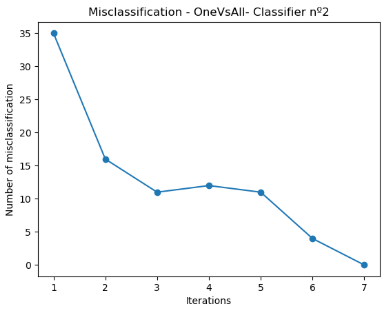 Misclassification - OneVsAll- Classifier nº2
Number of misclassification
35
30
25
20
15
10
5
0
1 2 3 4 5 6 7
Iterations